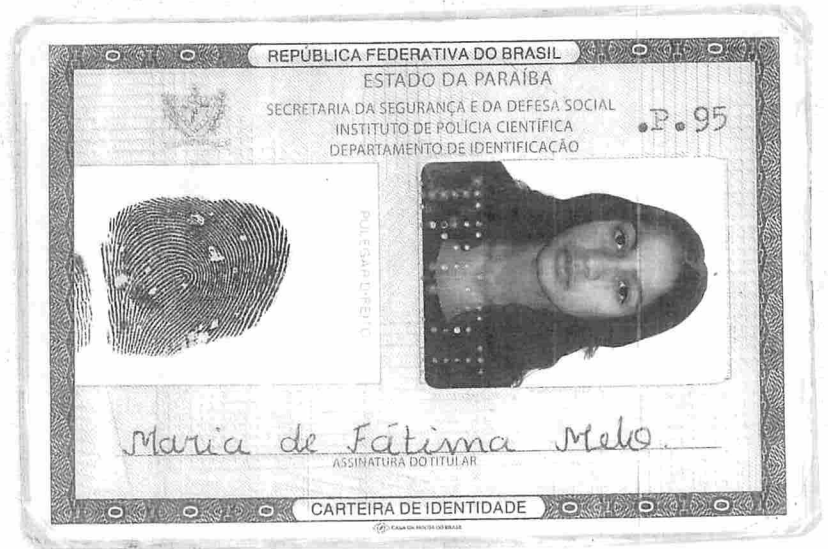 REPÚBLICA FEDERATIVA DO BRASIL
ESTADO DA PARAÍBA
SECRETARIA DA SEGURANÇA E DA DEFESA SOCIAL
INSTITUTO DE POLÍCIA CIENTÍFICA
DEPARTAMENTO DE IDENTIFICAÇÃO
.P.95
POLEGAR DIREITO
Maria de Fátima Melo.
ASSINATURA DO TITULAR
CARTEIRA DE IDENTIDADE
CASA DA MOEDA DO BRASIL